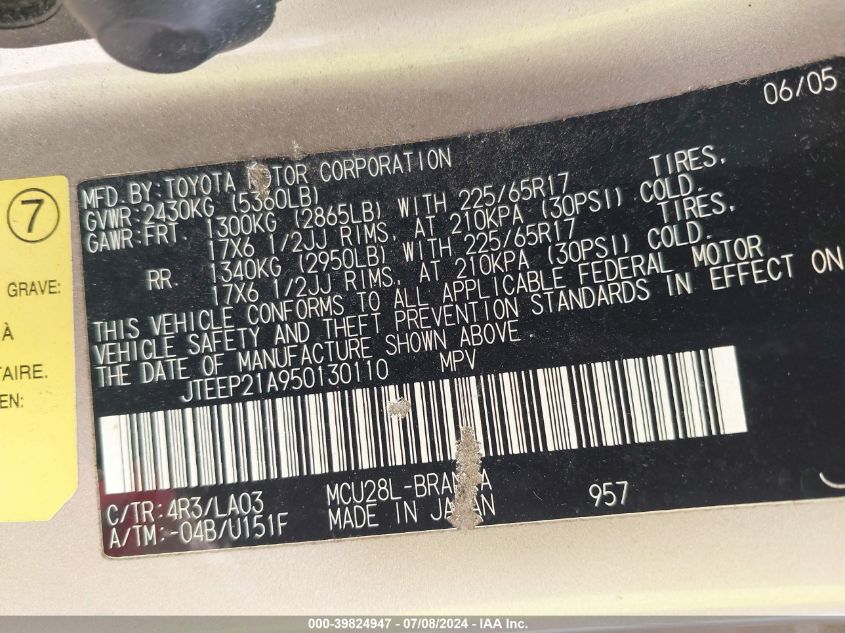 06/05
MFD. BY: TOYOTA MOTOR CORPORATION
GVWR: 2430KG (5360LB)
GAWR: FRT. 1300KG (2865LB) WITH 225/65R17 TIRES,
17X6 1/2JJ RIMS, AT 210KPA (30PSI) COLD.
RR. 1340KG (2950LB) WITH 225/65R17 TIRES,
17X6 1/2JJ RIMS, AT 210KPA (30PSI) COLD.
THIS VEHICLE CONFORMS TO ALL APPLICABLE FEDERAL MOTOR
VEHICLE SAFETY AND THEFT PREVENTION STANDARDS IN EFFECT ON
THE DATE OF MANUFACTURE SHOWN ABOVE.
JTEEP21A950130110 MPV
C/TR: 4R3/LA03 957
A/TM: -04B/U151F MADE IN JAPAN
7
GRAVE:
À
TAIRE.
EN:
000-39824947 - 07/08/2024 - IAA Inc.